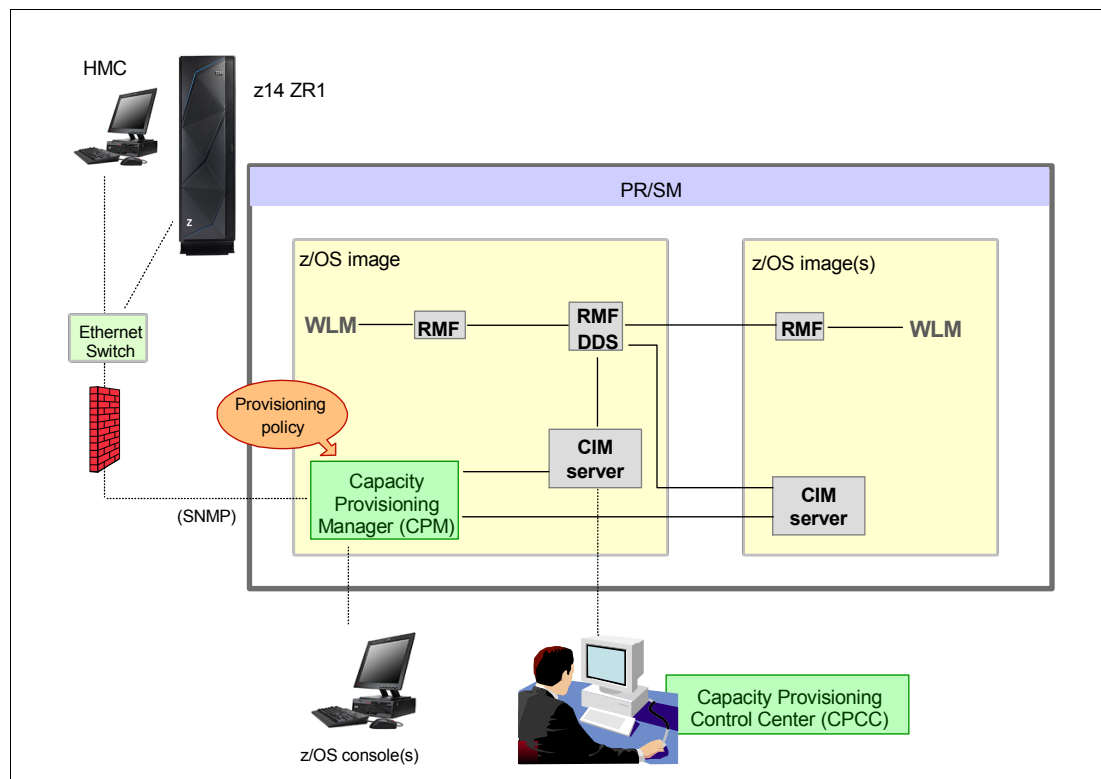 HMC
z14 ZR1
PR/SM
z/OS image
z/OS image(s)
WLM
RMF
RMF
DDS
RMF
WLM
Ethernet
Switch
Provisioning
policy
CIM
server
Capacity
Provisioning
Manager (CPM)
CIM
server
(SNMP)
Capacity Provisioning
Control Center (CPCC)
z/OS console(s)
Z